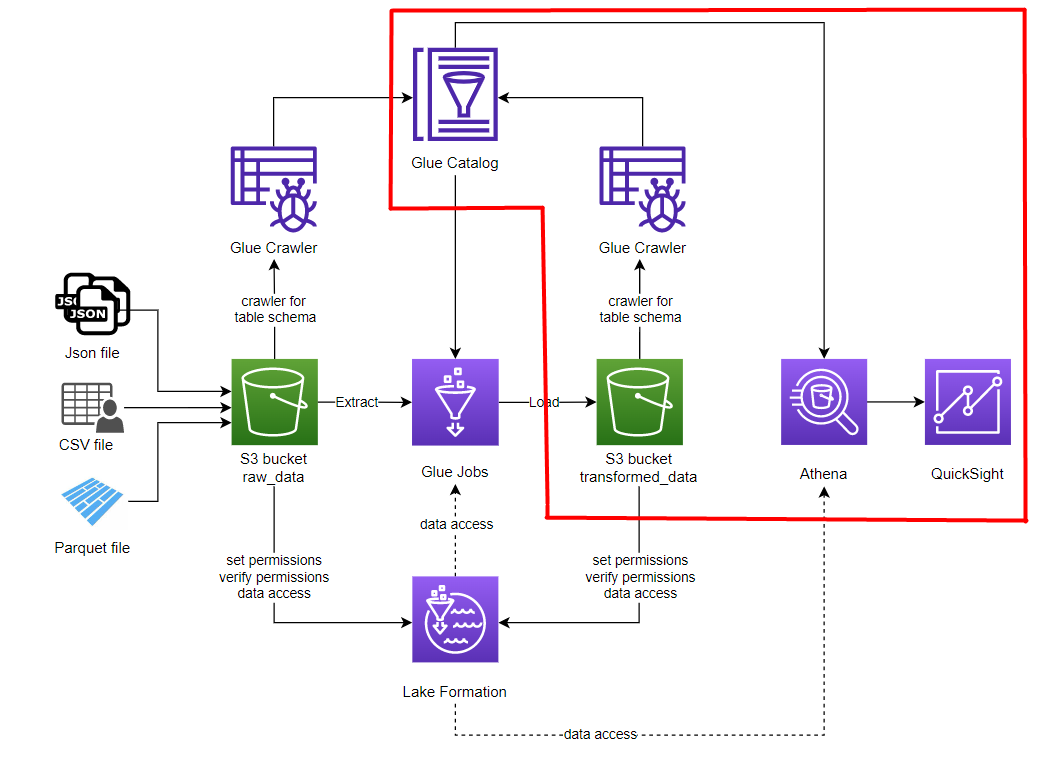 Glue Catalog
Glue Crawler
Glue Crawler
crawler for
table schema
crawler for
table schema
JSON
JSON
Json file
CSV file
Parquet file
Extract
Load
S3 bucket
raw_data
Glue Jobs
S3 bucket
transformed_data
Athena
QuickSight
data access
set permissions
verify permissions
data access
set permissions
verify permissions
data access
Lake Formation
data access